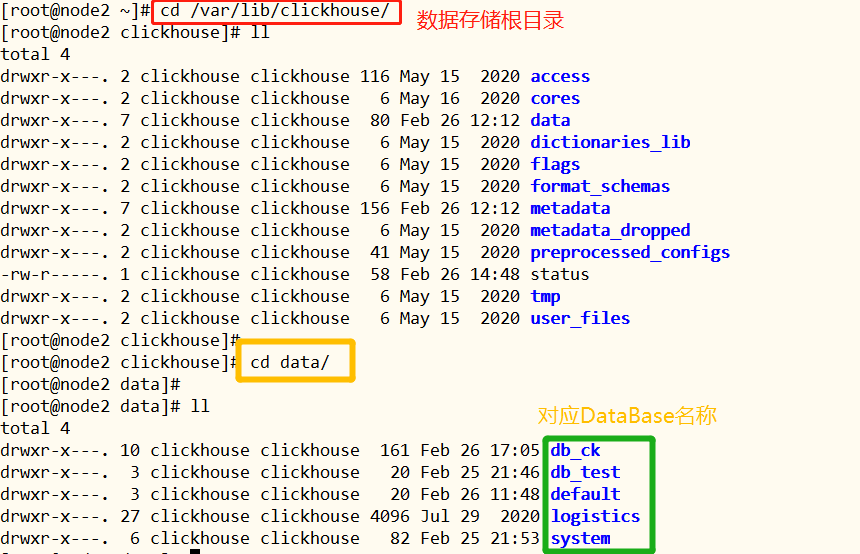 [root@node2 ~]# cd /var/lib/clickhouse/ 数据存储根目录
[root@node2 clickhouse]# ll
total 4
drwxr-x---. 2 clickhouse clickhouse 116 May 15  2020 access
drwxr-x---. 2 clickhouse clickhouse   6 May 16  2020 cores
drwxr-x---. 7 clickhouse clickhouse  80 Feb 26 12:12 data
drwxr-x---. 2 clickhouse clickhouse   6 May 15  2020 dictionaries_lib
drwxr-x---. 2 clickhouse clickhouse   6 May 15  2020 flags
drwxr-x---. 2 clickhouse clickhouse   6 May 15  2020 format_schemas
drwxr-x---. 7 clickhouse clickhouse 156 Feb 26 12:12 metadata
drwxr-x---. 2 clickhouse clickhouse   6 May 15  2020 metadata_dropped
drwxr-x---. 2 clickhouse clickhouse  41 May 15  2020 preprocessed_configs
-rw-r-----. 1 clickhouse clickhouse  58 Feb 26 14:48 status
drwxr-x---. 2 clickhouse clickhouse   6 May 15  2020 tmp
drwxr-x---. 2 clickhouse clickhouse   6 May 15  2020 user_files
[root@node2 clickhouse]#
[root@node2 clickhouse]# cd data/
[root@node2 data]#
[root@node2 data]# ll
对应DataBase名称
total 4
drwxr-x---. 10 clickhouse clickhouse  161 Feb 26 17:05 db_ck
drwxr-x---.  3 clickhouse clickhouse   20 Feb 25 21:46 db_test
drwxr-x---.  3 clickhouse clickhouse   20 Feb 26 11:48 default
drwxr-x---. 27 clickhouse clickhouse 4096 Jul 29  2020 logistics
drwxr-x---.  6 clickhouse clickhouse   82 Feb 25 21:53 system